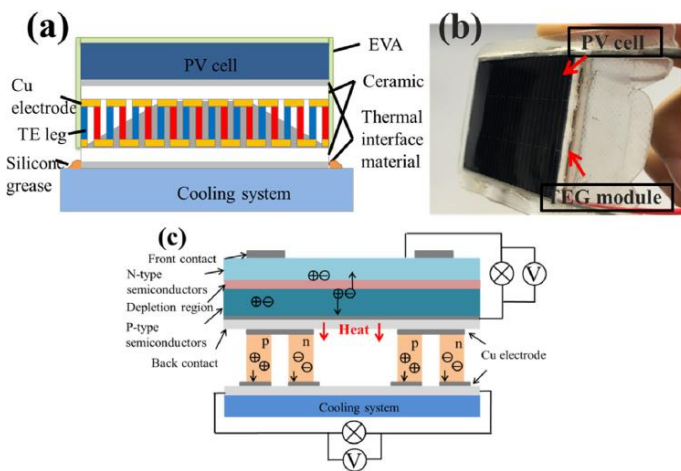 (a)
EVA
PV cell
Ceramic
Cu
electrode
TE leg
Thermal
interface
material
Silicone
grease
Cooling system
(b)
PV cell
TEG module
(c)
Front contact
N-type
semiconductors
Depletion region
P-type
semiconductors
Back contact
Heat
p
n
p
n
Cu electrode
Cooling system
V
V